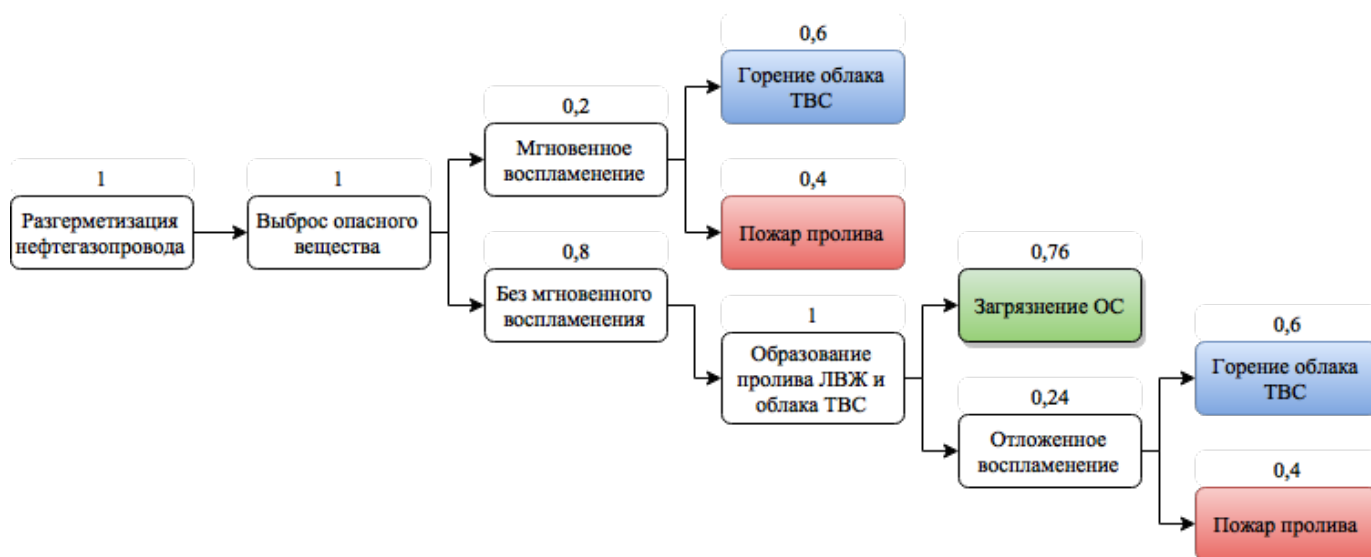 0,6
Горение облака
ТВС
0,2
Мгновенное
воспламенение
1
Разгерметизация
нефтегазопровода
1
Выброс опасного
вещества
0,4
Пожар пролива
0,8
Без мгновенного
воспламенения
0,76
Загрязнение ОС
1
Образование
пролива ЛВЖ и
облака ТВС
0,6
Горение облака
ТВС
0,24
Отложенное
воспламенение
0,4
Пожар пролива